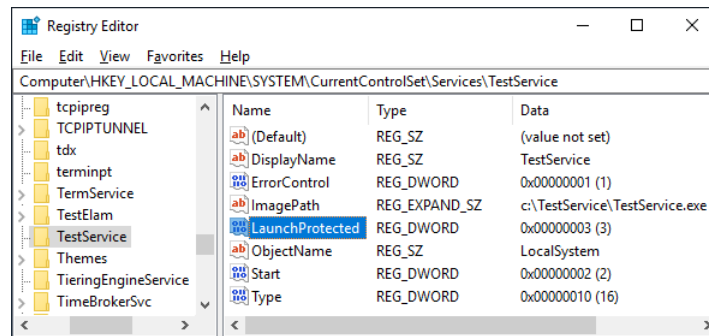 Registry Editor
File Edit View Favorites Help
Computer\HKEY_LOCAL_MACHINE\SYSTEM\CurrentControlSet\Services\TestService
tcpipreg
TCPIPTUNNEL
tdx
terminpt
TermService
TestElam
TestService
Themes
TieringEngineService
TimeBrokerSvc
Name Type Data
(Default) REG_SZ (value not set)
DisplayName REG_SZ TestService
ErrorControl REG_DWORD 0x00000001 (1)
ImagePath REG_EXPAND_SZ c:\TestService\TestService.exe
LaunchProtected REG_DWORD 0x00000003 (3)
ObjectName REG_SZ LocalSystem
Start REG_DWORD 0x00000002 (2)
Type REG_DWORD 0x00000010 (16)